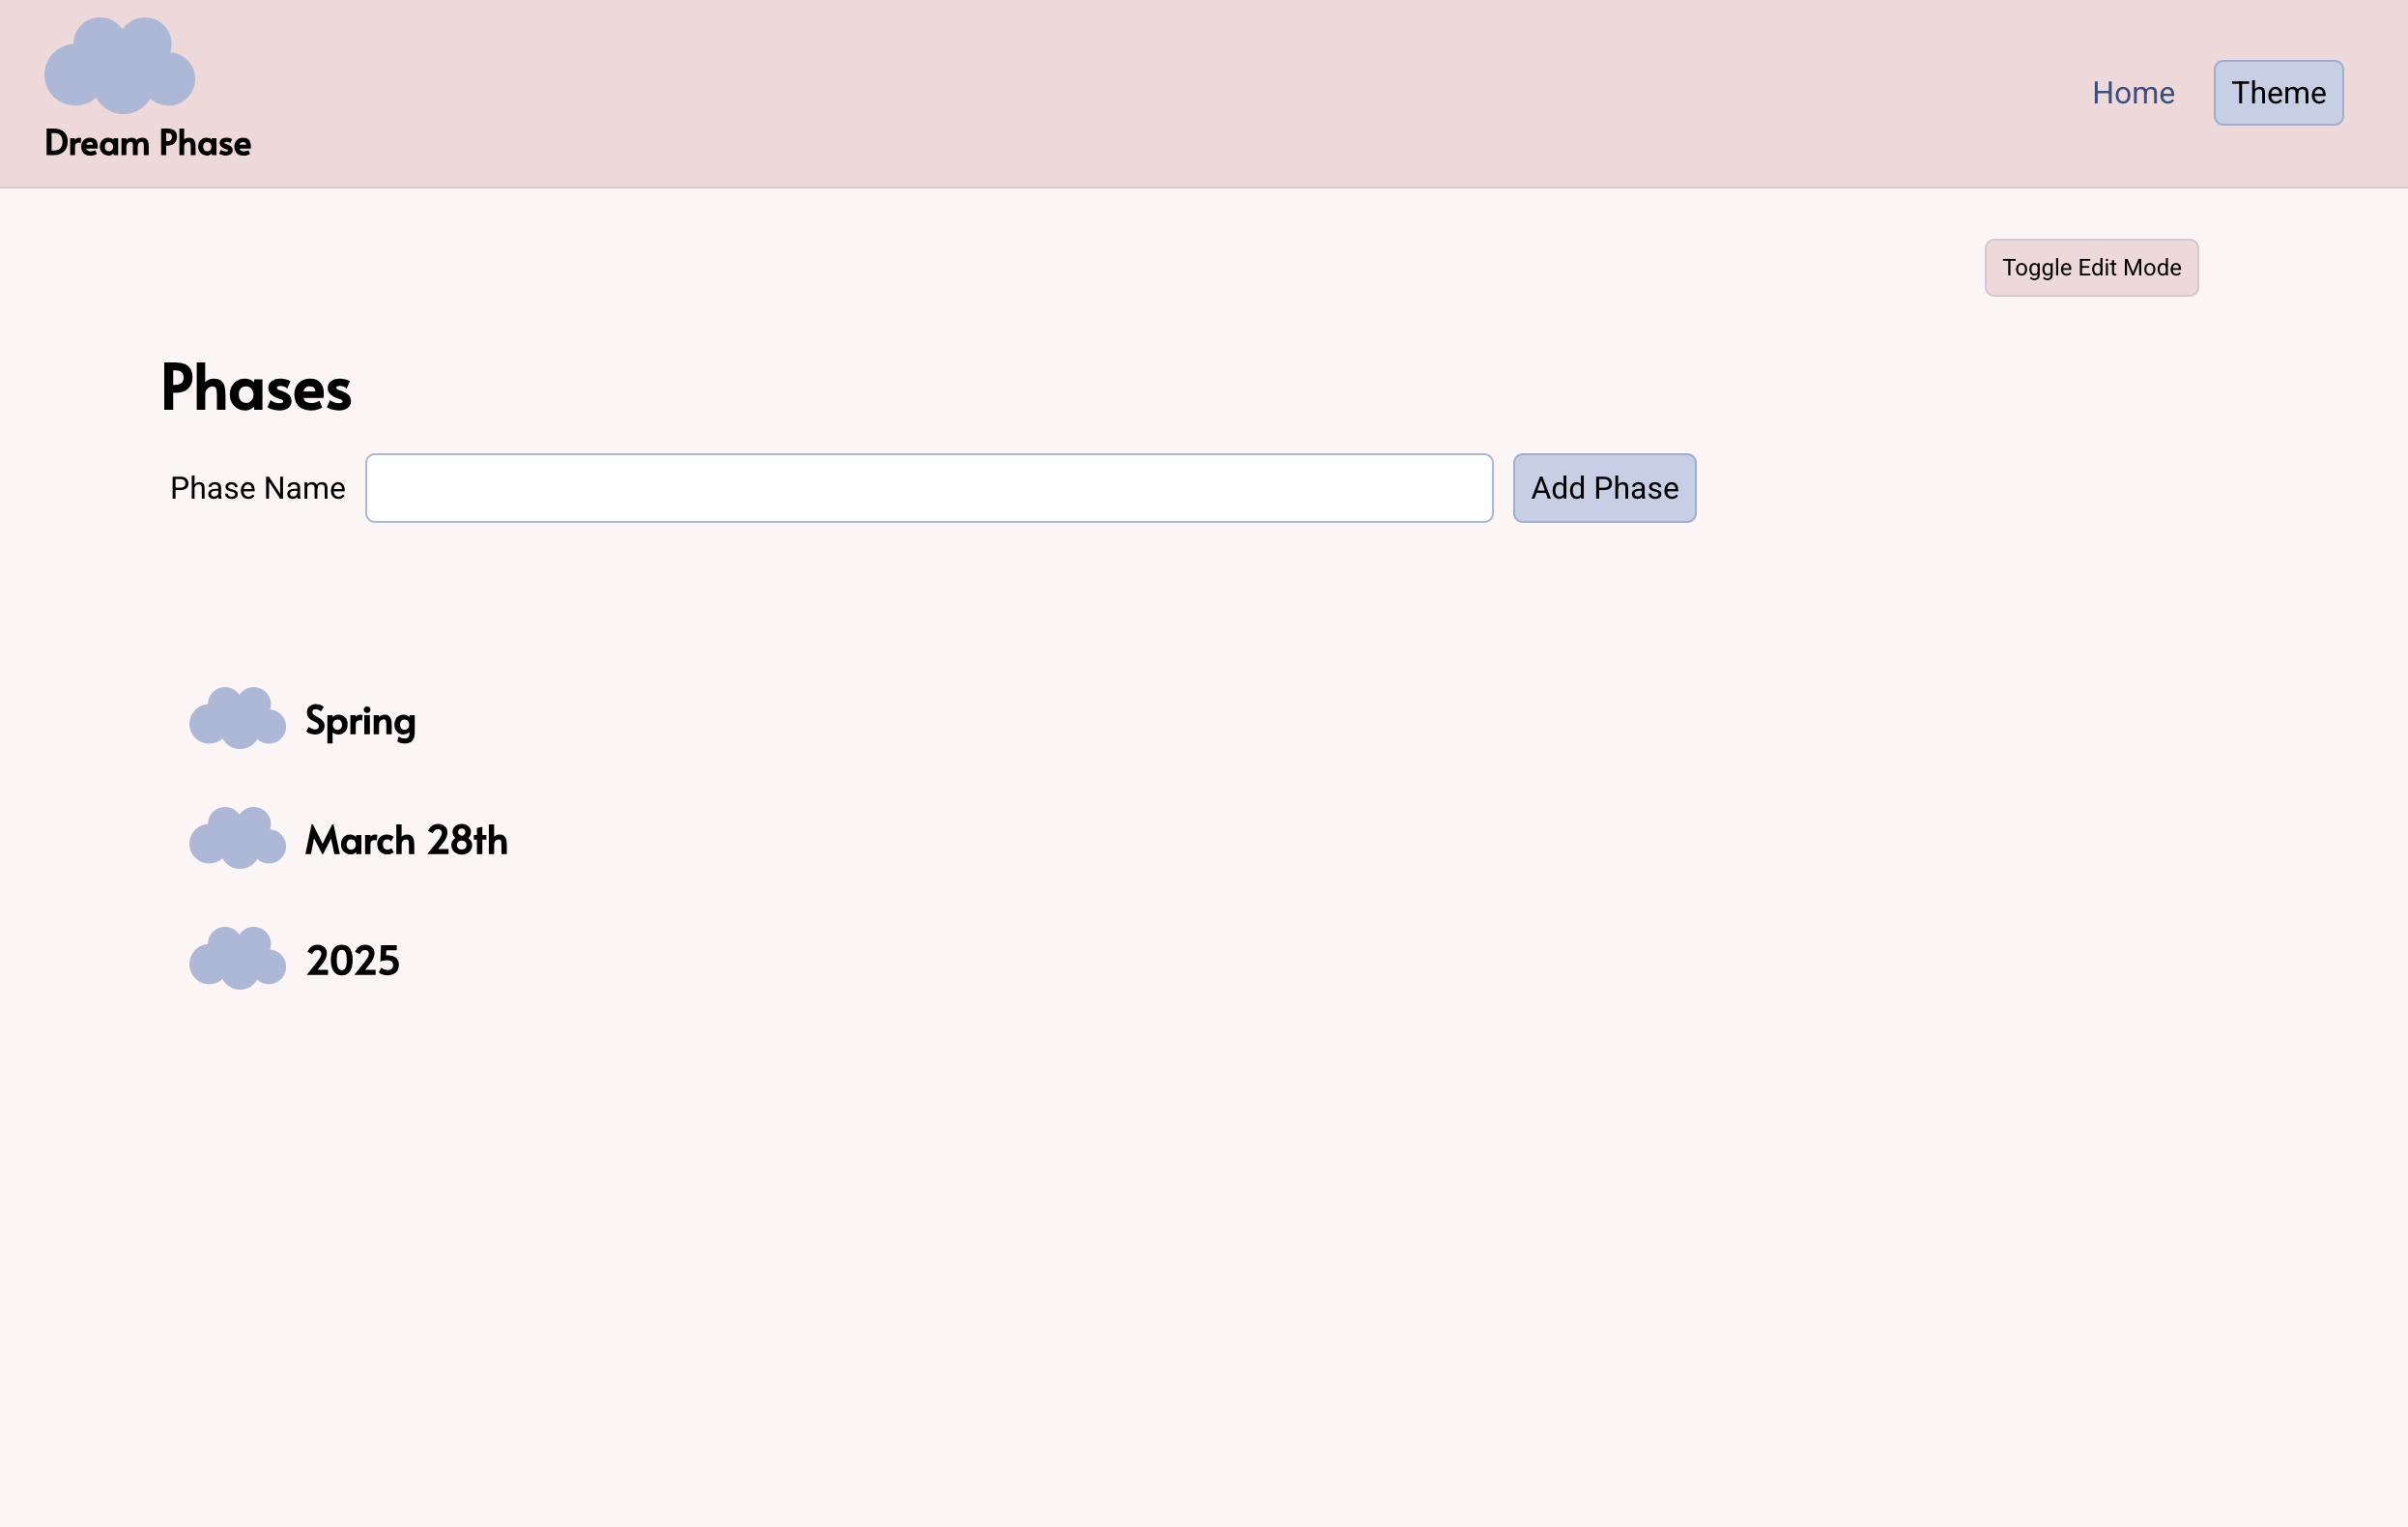 Dream Phase
Home
Theme
Toggle Edit Mode
Phases
Phase Name
Add Phase
Spring
March 28th
2025